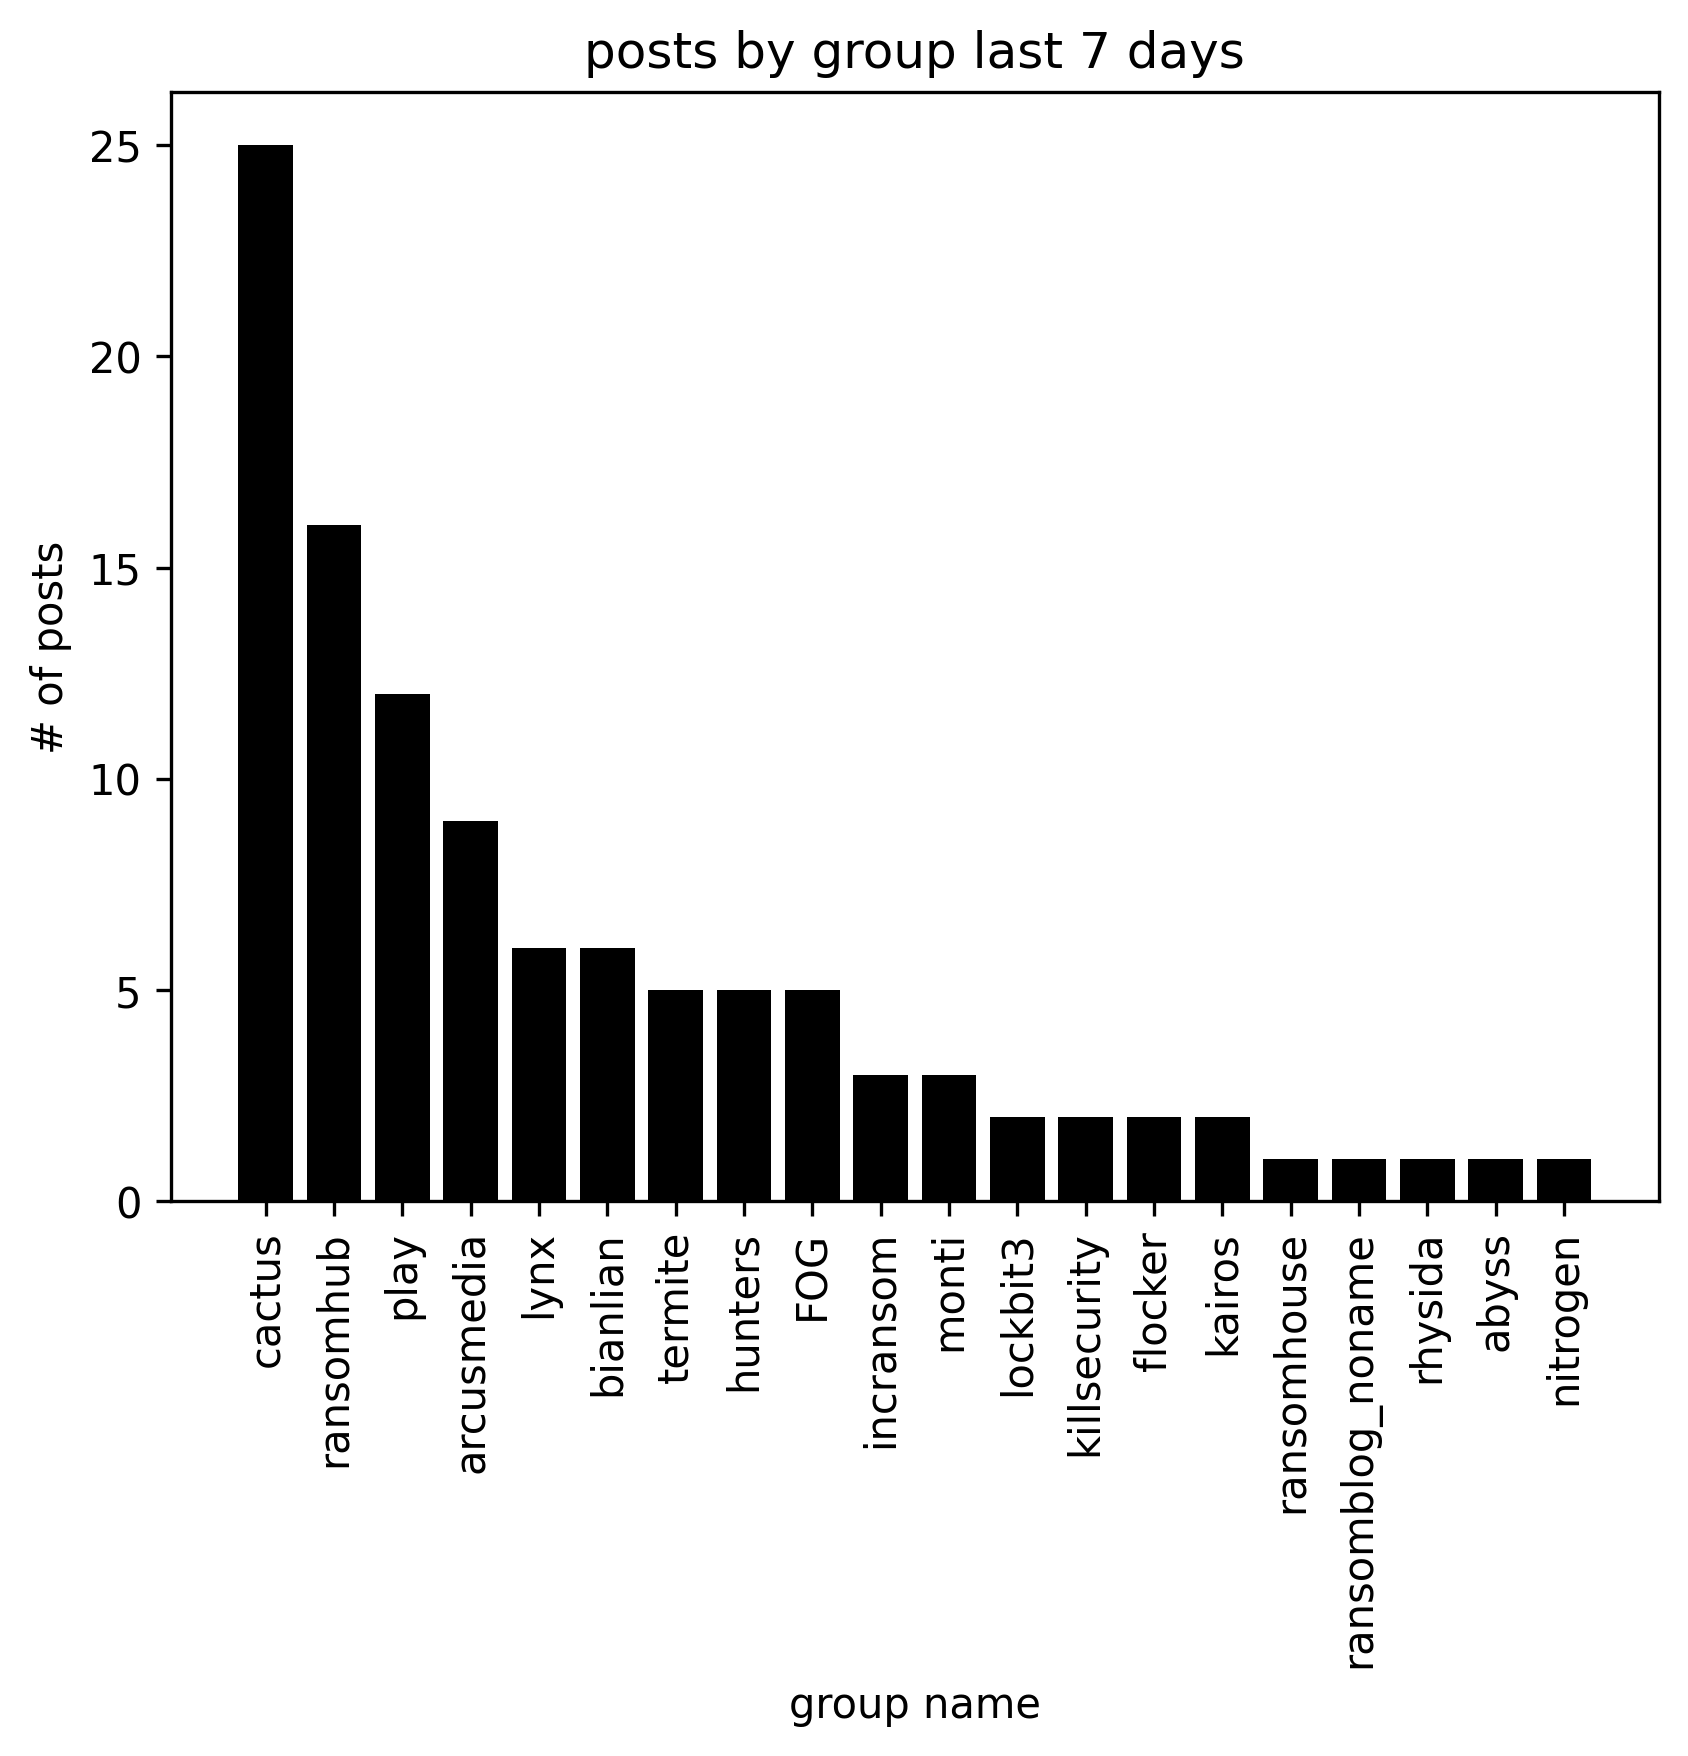 posts by group last 7 days
# of posts
25
20
15
10
5
0
cactus
ransomhub
play
arcusmedia
lynx
bianlian
termite
hunters
FOG
incransom
monti
lockbit3
killsecurity
flocker
kairos
ransomhouse
ransomblog_noname
rhysida
abyss
nitrogen
group name